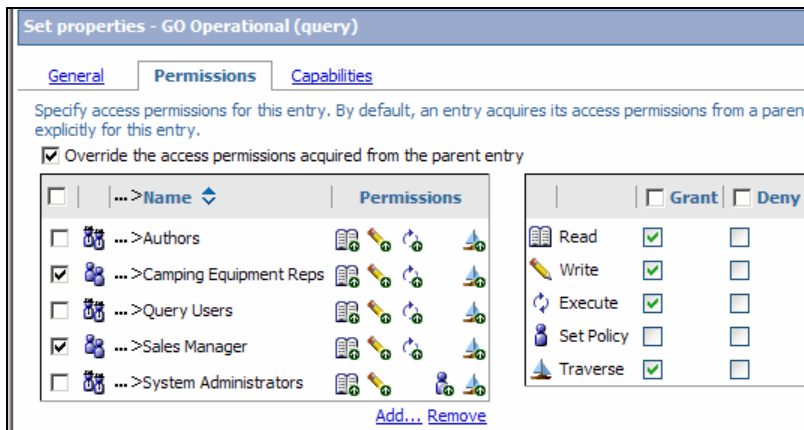 Set properties - GO Operational (query)
General Permissions Capabilities
Specify access permissions for this entry. By default, an entry acquires its access permissions from a paren
explicitly for this entry.
Override the access permissions acquired from the parent entry
...>Name Permissions
...>Authors
...>Camping Equipment Reps
...>Query Users
...>Sales Manager
...>System Administrators
Add... Remove
Grant Deny
Read
Write
Execute
Set Policy
Traverse